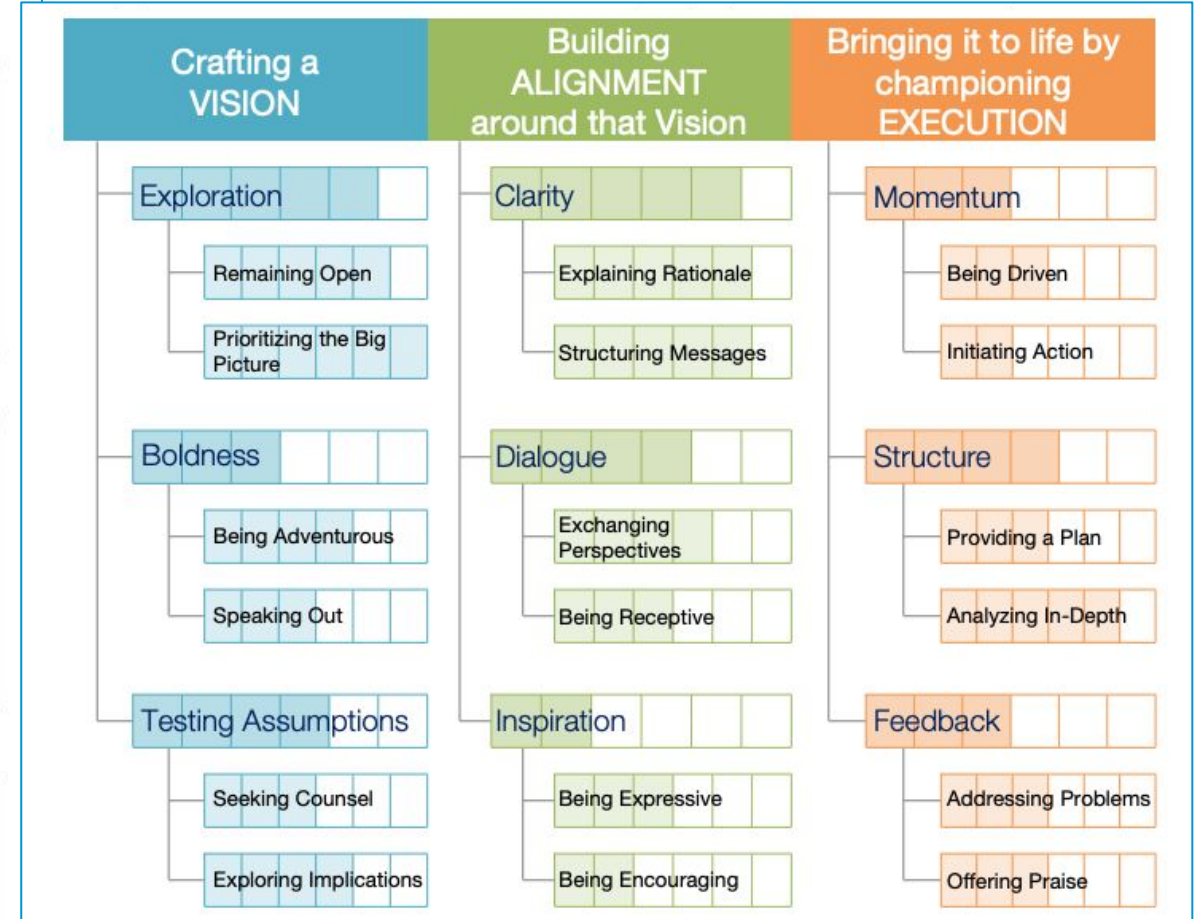 Crafting a
VISION
Building
ALIGNMENT
around that Vision
Bringing it to life by
championing
EXECUTION
Exploration
Remaining Open
Prioritizing the Big
Picture
Boldness
Being Adventurous
Speaking Out
Testing Assumptions
Seeking Counsel
Exploring Implications
Clarity
Explaining Rationale
Structuring Messages
Dialogue
Exchanging
Perspectives
Being Receptive
Inspiration
Being Expressive
Being Encouraging
Momentum
Being Driven
Initiating Action
Structure
Providing a Plan
Analyzing In-Depth
Feedback
Addressing Problems
Offering Praise